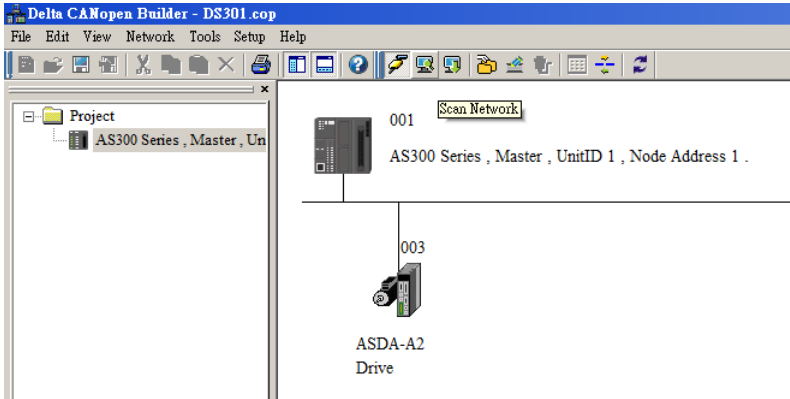 Delta CANopen Builder - DS301.cop
File Edit View Network Tools Setup Help
Scan Network
Project
AS300 Series , Master , Un
001
AS300 Series , Master , UnitID 1 , Node Address 1 .
003
ASDA-A2
Drive